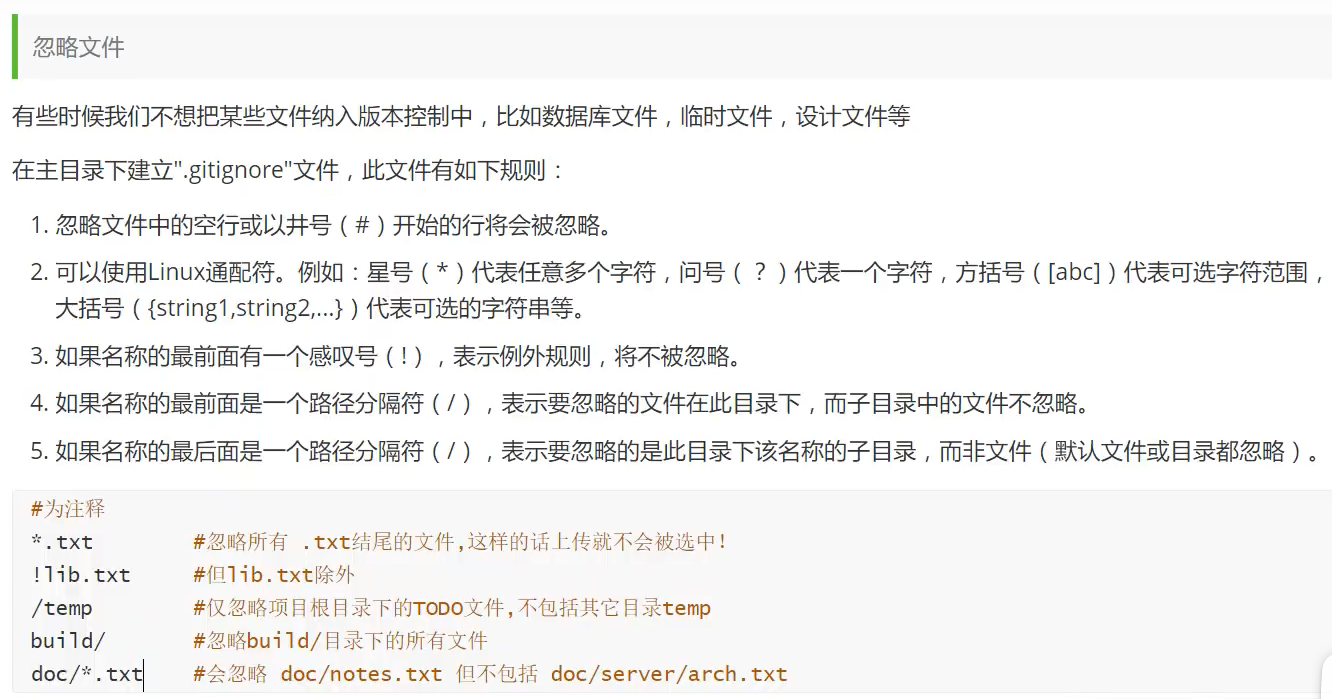 忽略文件
有些时候我们不想把某些文件纳入版本控制中，比如数据库文件，临时文件，设计文件等
在主目录下建立".gitignore"文件，此文件有如下规则：
1. 忽略文件中的空行或以井号（#）开始的行将会被忽略。
2. 可以使用Linux通配符。例如：星号（*）代表任意多个字符，问号（？）代表一个字符，方括号（[abc]）代表可选字符范围，
大括号（{string1,string2,...}）代表可选的字符串等。
3. 如果名称的最前面有一个感叹号（!），表示例外规则，将不被忽略。
4. 如果名称的最前面是一个路径分隔符（/），表示要忽略的文件在此目录下，而子目录中的文件不忽略。
5. 如果名称的最后面是一个路径分隔符（/），表示要忽略的是此目录下该名称的子目录，而非文件（默认文件或目录都忽略）。
#为注释
*.txt #忽略所有 .txt结尾的文件,这样的话上传就不会被选中!
!lib.txt #但lib.txt除外
/temp #仅忽略项目根目录下的TODO文件,不包括其它目录temp
build/ #忽略build/目录下的所有文件
doc/*.txt #会忽略 doc/notes.txt 但不包括 doc/server/arch.txt